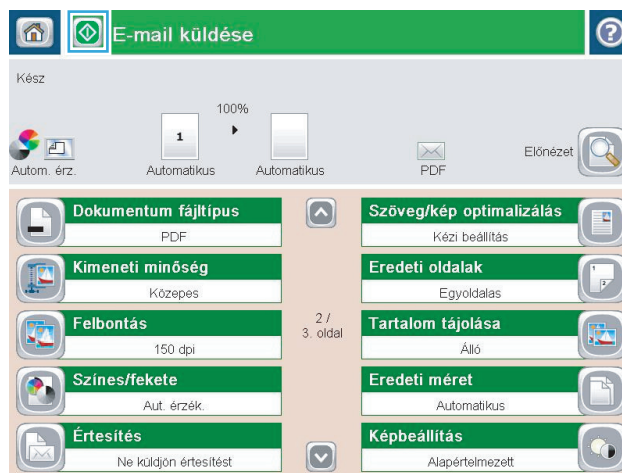 E-mail küldése
Kész
100%
1
Autom. érz.
Automatikus
Automatikus
PDF
Előnézet
Dokumentum fájltípus
PDF
Kimeneti minőség
Közepes
Felbontás
150 dpi
Színes/fekete
Aut. érzék.
Értesítés
Ne küldjön értesítést
2 /
3. oldal
Szöveg/kép optimalizálás
Kézi beállítás
Eredeti oldalak
Egyoldalas
Tartalom tájolása
Álló
Eredeti méret
Automatikus
Képbeállítás
Alapértelmezett